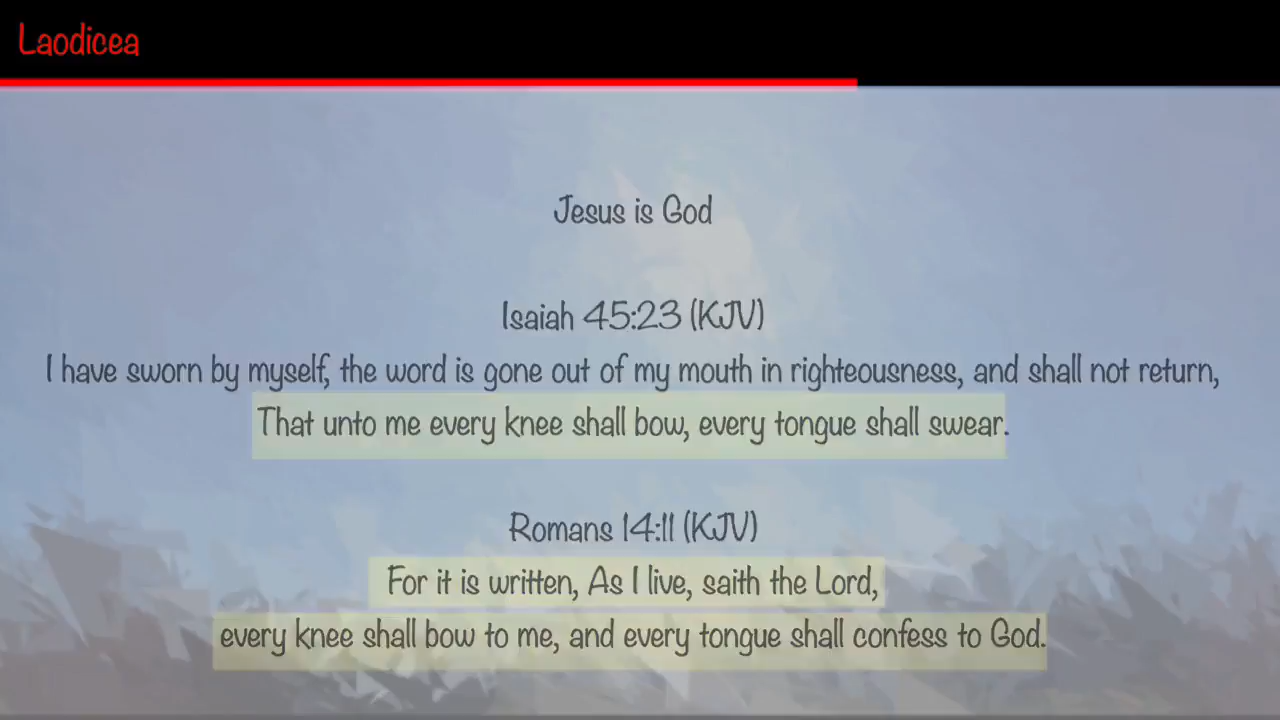 Laodicea
Jesus is God
Isaiah 45:23 (KJV)
I have sworn by myself, the word is gone out of my mouth in righteousness, and shall not return,
That unto me every knee shall bow, every tongue shall swear.
Romans 14:11 (KJV)
For it is written, As I live, saith the Lord,
every knee shall bow to me, and every tongue shall confess to God.